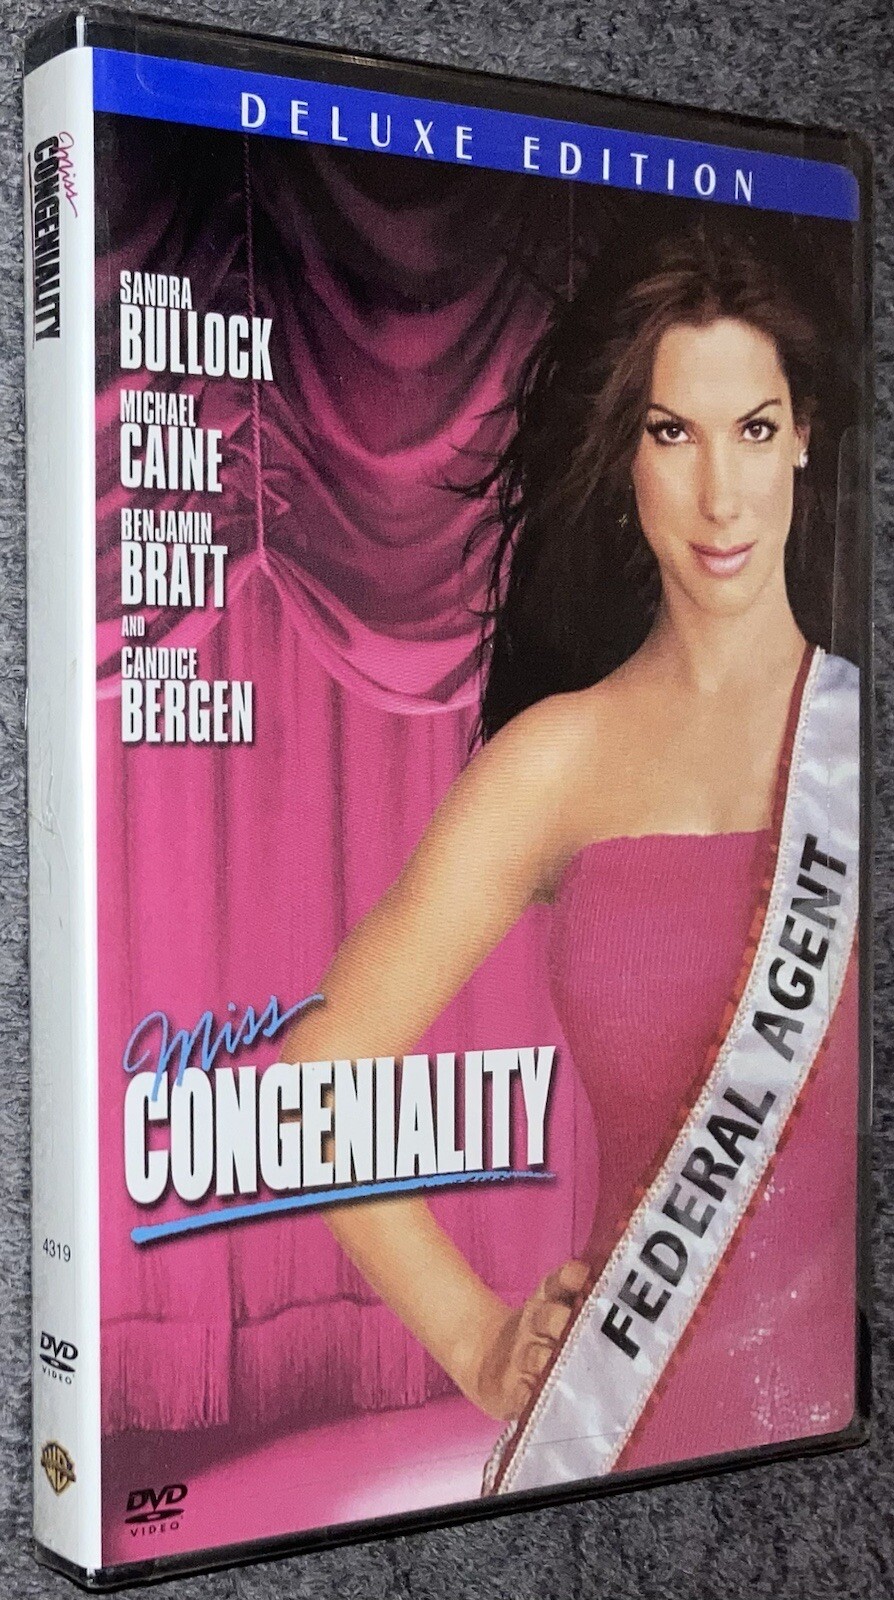 DELUXE EDITION
Miss
CONGENIALITY
SANDRA
BULLOCK
MICHAEL
CAINE
BENJAMIN
BRATT
AND
CANDICE
BERGEN
FEDERAL AGENT
Miss
CONGENIALITY
4319
DVD
VIDEO
DVD
VIDEO